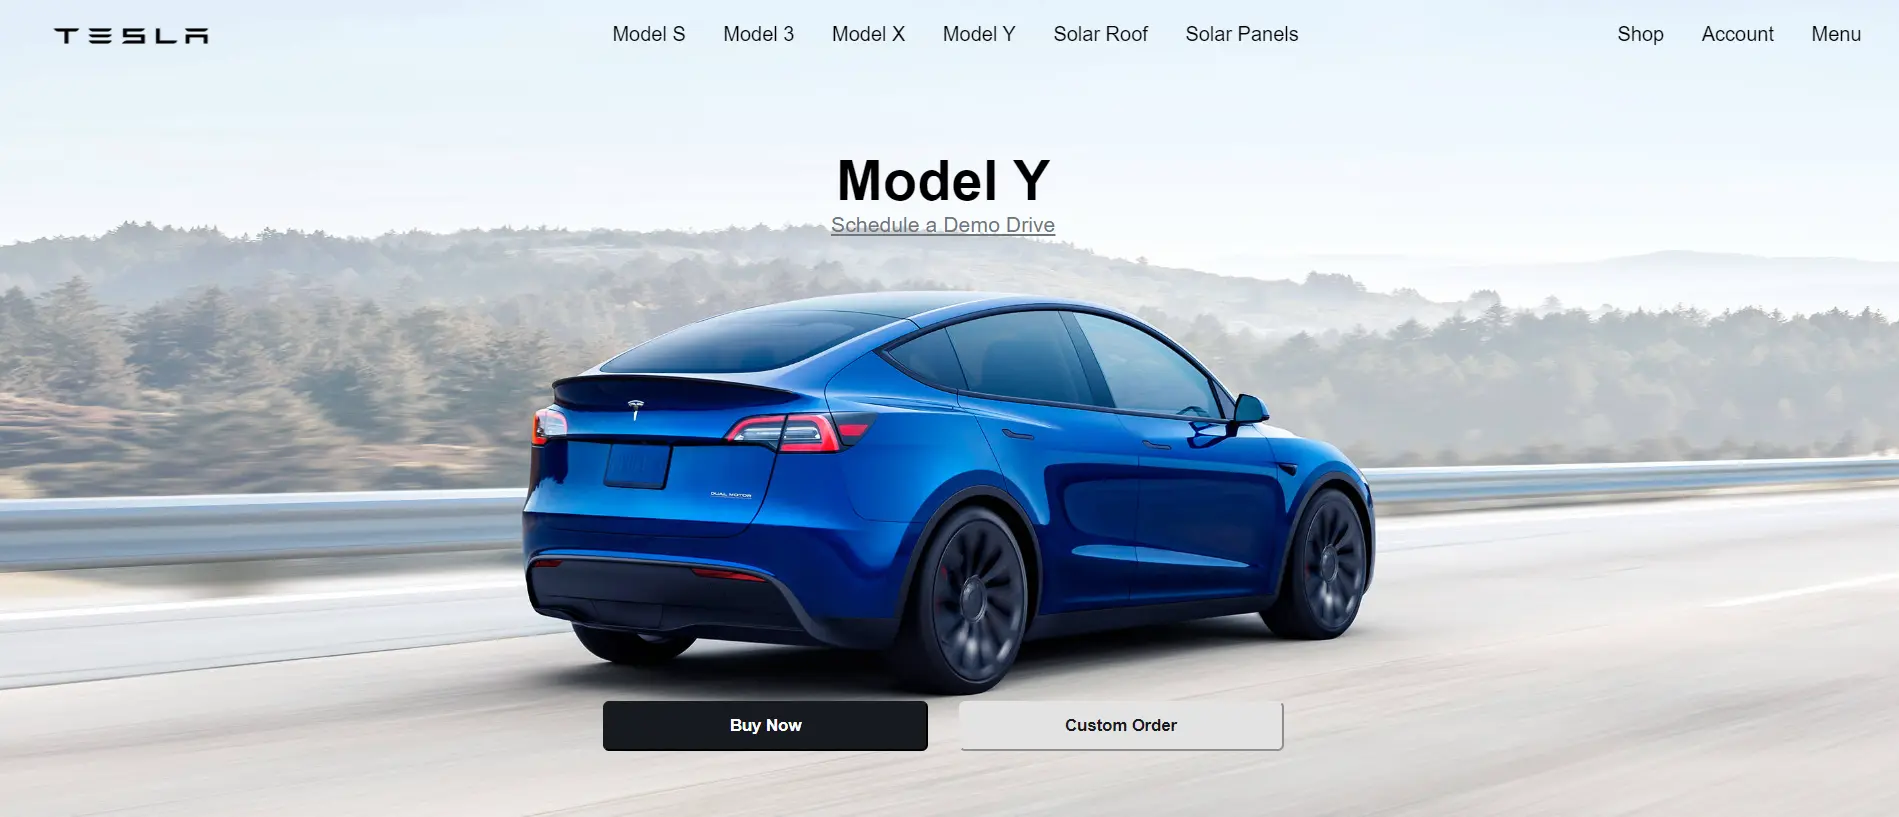 TESLA
Model S Model 3 Model X Model Y Solar Roof Solar Panels
Shop Account Menu
Model Y
Schedule a Demo Drive
DUAL MOTOR
Buy Now
Custom Order